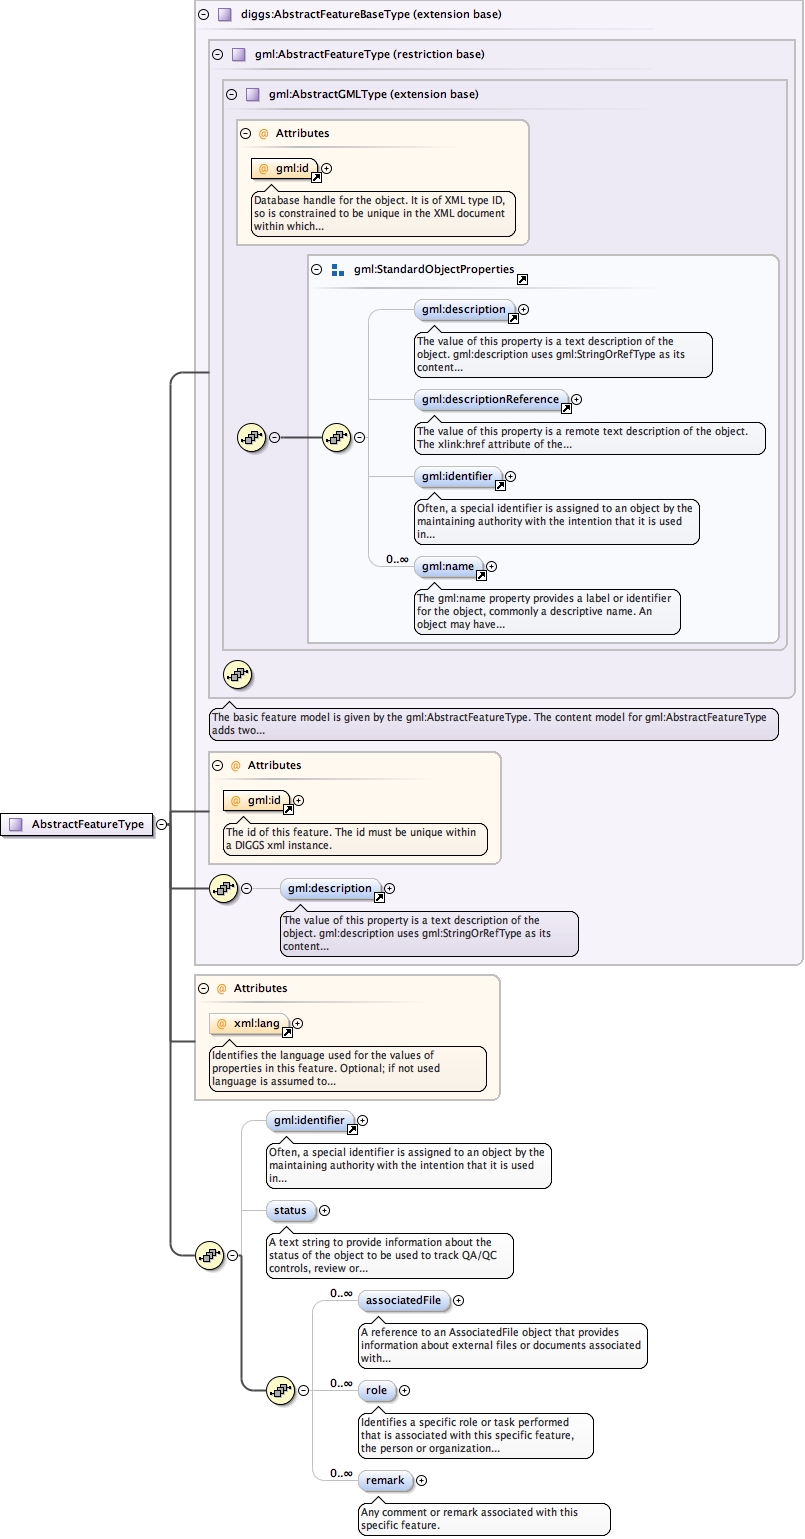 diggs:AbstractFeatureBaseType (extension base)
gml:AbstractFeatureType (restriction base)
gml:AbstractGMLType (extension base)
@ Attributes
@ gml:id
Database handle for the object. It is of XML type ID,
so is constrained to be unique in the XML document
within which...
gml:StandardObjectProperties
gml:description
The value of this property is a text description of the
object. gml:description uses gml:StringOrRefType as its
content...
gml:descriptionReference
The value of this property is a remote text description of the object.
The xlink:href attribute of the...
gml:identifier
Often, a special identifier is assigned to an object by the
maintaining authority with the intention that it is used
in...
0..∞
gml:name
The gml:name property provides a label or identifier
for the object, commonly a descriptive name. An
object may have...
The basic feature model is given by the gml:AbstractFeatureType. The content model for gml:AbstractFeatureType
adds two...
@ Attributes
@ gml:id
The id of this feature. The id must be unique within
a DIGGS xml instance.
AbstractFeatureType
gml:description
The value of this property is a text description of the
object. gml:description uses gml:StringOrRefType as its
content...
@ Attributes
@ xml:lang
Identifies the language used for the values of
properties in this feature. Optional; if not used
language is assumed to...
gml:identifier
Often, a special identifier is assigned to an object by the
maintaining authority with the intention that it is used
in...
status
A text string to provide information about the
status of the object to be used to track QA/QC
controls, review or...
0..∞
associatedFile
A reference to an AssociatedFile object that provides
information about external files or documents associated
with...
0..∞
role
Identifies a specific role or task performed
that is associated with this specific feature,
the person or organization...
0..∞
remark
Any comment or remark associated with this
specific feature.